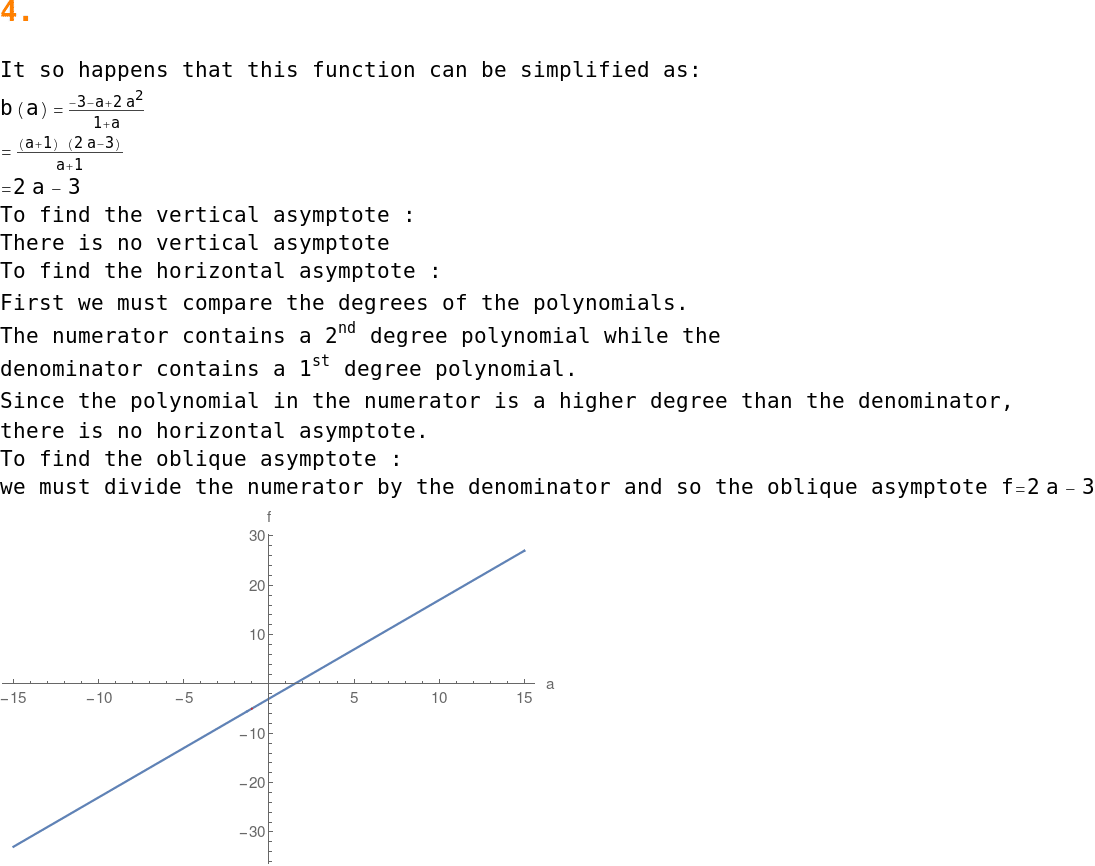 4.
It so happens that this function can be simplified as:
b(a)=\frac{-3-a+2 a^2}{1+a}
=\frac{(a+1) (2 a-3)}{a+1}
=2 a - 3
To find the vertical asymptote :
There is no vertical asymptote
To find the horizontal asymptote :
First we must compare the degrees of the polynomials.
The numerator contains a 2^{nd} degree polynomial while the
denominator contains a 1^{st} degree polynomial.
Since the polynomial in the numerator is a higher degree than the denominator,
there is no horizontal asymptote.
To find the oblique asymptote :
we must divide the numerator by the denominator and so the oblique asymptote f=2 a - 3
f
30
20
10
-15 -10 -5 5 10 15 a
-10
-20
-30